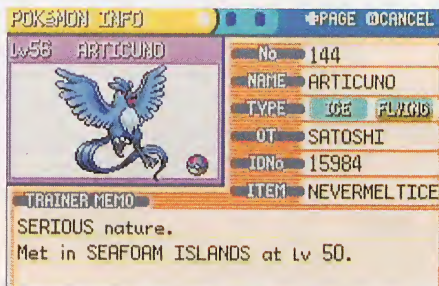 POKéMON INFO PAGE CANCEL
Lv56 ARTICUNO
No 144
NAME ARTICUNO
TYPE ICE FLYING
OT SATOSHI
IDNo 15984
ITEM NEVERMELTICE
TRAINER MEMO
SERIOUS nature.
Met in SEAFOAM ISLANDS at Lv 50.